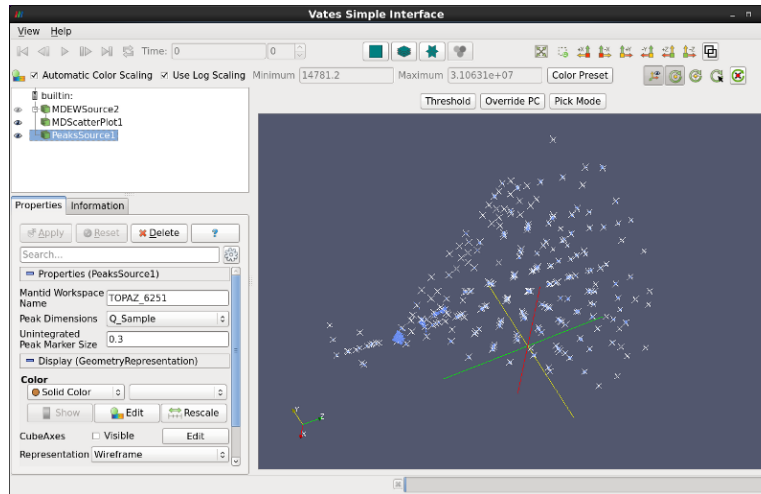 Vates Simple Interface
View Help
Time: 0 0
Automatic Color Scaling Use Log Scaling Minimum 14781.2 Maximum 3.10631e+07 Color Preset
builtin:
MDEWSource2
MDScatterPlot1
PeaksSource1
Threshold Override PC Pick Mode
Properties Information
Apply Reset Delete ?
Search...
Properties (PeaksSource1)
Mantid Workspace
Name
TOPAZ_6251
Peak Dimensions Q_Sample
Unintegrated
Peak Marker Size
0.3
Display (GeometryRepresentation)
Color
Solid Color
Show Edit Rescale
CubeAxes Visible Edit
Representation Wireframe
Y
Z
X